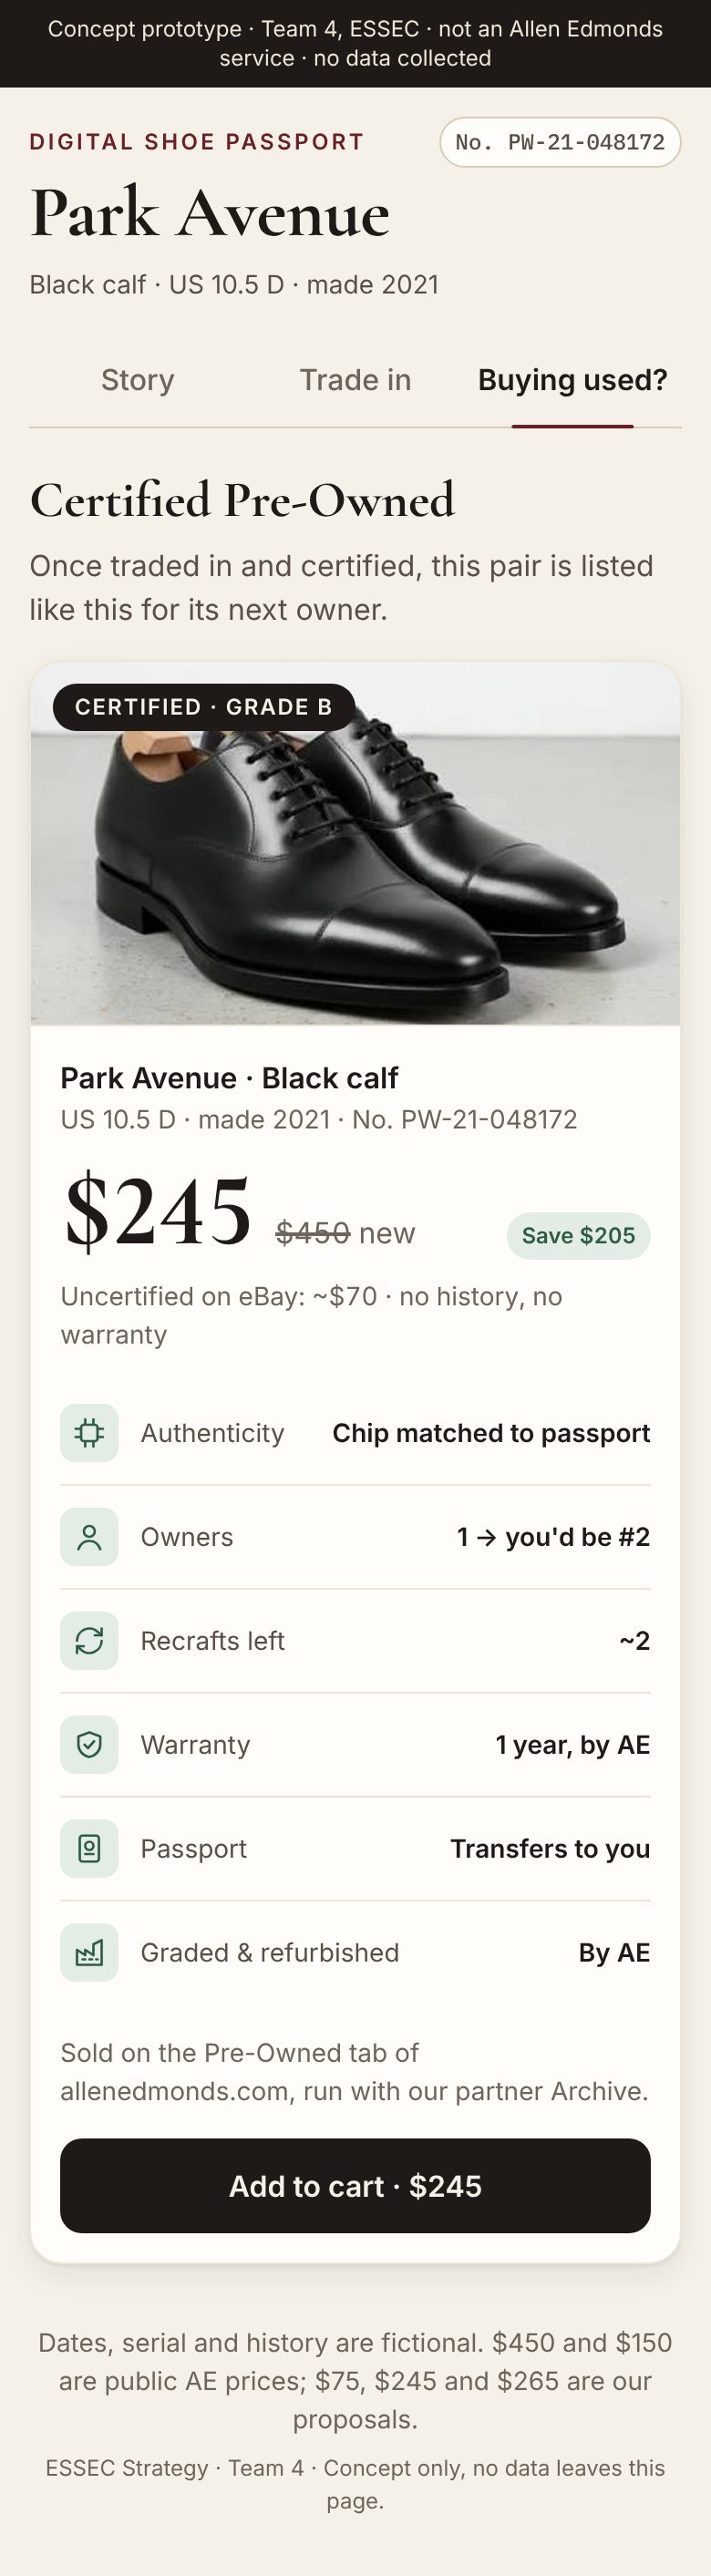 Concept prototype · Team 4, ESSEC · not an Allen Edmonds
service · no data collected
DIGITAL SHOE PASSPORT
No. PW-21-048172
Park Avenue
Black calf · US 10.5 D · made 2021
Story
Trade in
Buying used?
Certified Pre-Owned
Once traded in and certified, this pair is listed
like this for its next owner.
CERTIFIED · GRADE B
Park Avenue · Black calf
US 10.5 D · made 2021 · No. PW-21-048172
$245 $450 new
Save $205
Uncertified on eBay: ~$70 · no history, no
warranty
Authenticity Chip matched to passport
Owners 1 → you'd be #2
Recrafts left ~2
Warranty 1 year, by AE
Passport Transfers to you
Graded & refurbished By AE
Sold on the Pre-Owned tab of
allenedmonds.com, run with our partner Archive.
Add to cart · $245
Dates, serial and history are fictional. $450 and $150
are public AE prices; $75, $245 and $265 are our
proposals.
ESSEC Strategy · Team 4 · Concept only, no data leaves this
page.